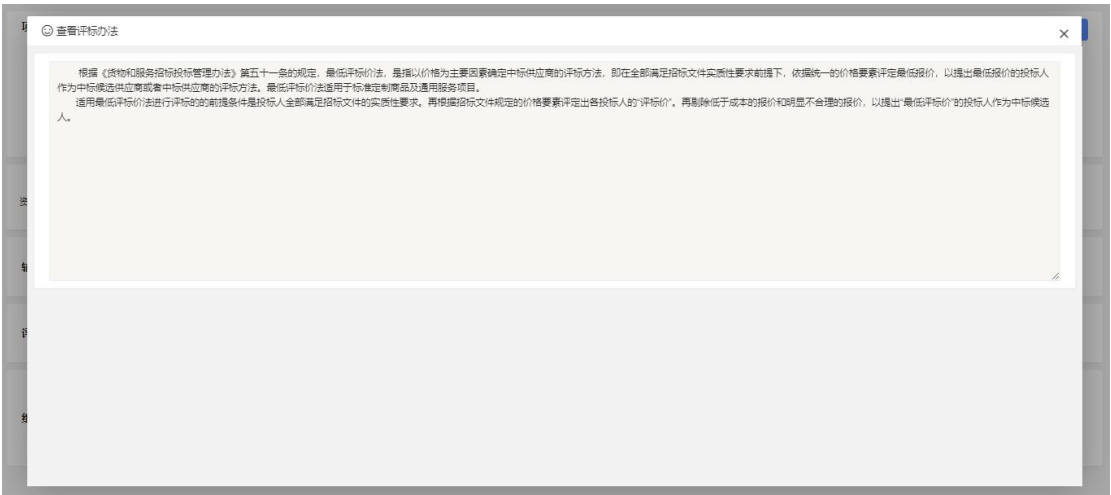 项
查看评标办法
根据《货物和服务招标投标管理办法》第五十一条的规定，最低评标价法，是指以价格为主要因素确定中标供应商的评标方法，即在全部满足招标文件实质性要求前提下，依据统一的价格要素评定最低报价，以提出最低报价的投标人
作为中标候选供应商或者中标供应商的评标方法。最低评标价法适用于标准定制商品及通用服务项目。
适用最低评标价法进行评标的的前提条件是投标人全部满足招标文件的实质性要求。再根据招标文件规定的价格要素评定出各投标人的“评标价”。再剔除低于成本的报价和明显不合理的报价，以提出“最低评标价”的投标人作为中标候选
人。
资
评
组